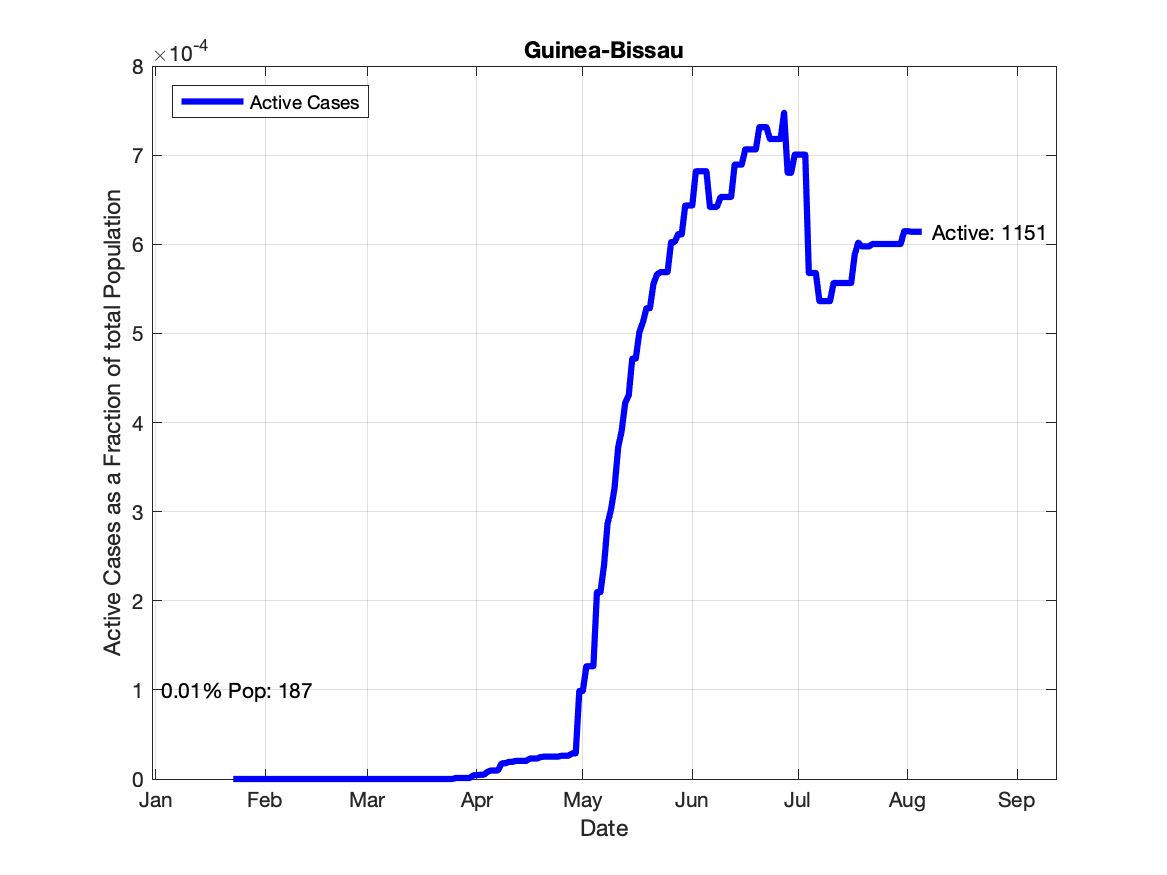 Guinea-Bissau
×10^-4
8
7
6
5
4
3
2
1
0
Active Cases
Active: 1151
0.01% Pop: 187
Active Cases as a Fraction of total Population
Jan Feb Mar Apr May Jun Jul Aug Sep
Date